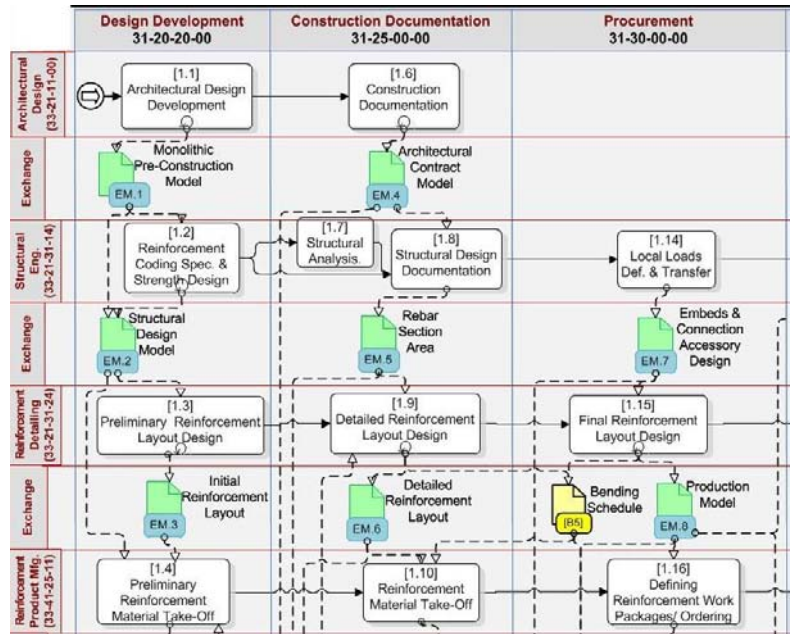 Design Development
31-20-20-00
Construction Documentation
31-25-00-00
Procurement
31-30-00-00
Architectural
Design
(33-21-11-00)
[1.1]
Architectural Design
Development
[1.6]
Construction
Documentation
Exchange
Monolithic
Pre-Construction
Model
EM.1
Architectural
Contract
Model
EM.4
Structural
Eng.
(33-21-31-14)
[1.2]
Reinforcement
Coding Spec. &
Strength Design
[1.7]
Structural
Analysis.
[1.8]
Structural Design
Documentation
[1.14]
Local Loads
Def. & Transfer
Exchange
Structural
Design
Model
EM.2
Rebar
Section
Area
EM.5
Embeds &
Connection
Accessory
Design
EM.7
Reinforcement
Detailing
(33-21-31-24)
[1.3]
Preliminary Reinforcement
Layout Design
[1.9]
Detailed Reinforcement
Layout Design
[1.15]
Final Reinforcement
Layout Design
Exchange
Initial
Reinforcement
Layout
EM.3
Detailed
Reinforcement
Layout
EM.6
Bending
Schedule
[B5]
Production
Model
EM.8
Reinforcement
Product Mfg.
(33-41-25-11)
[1.4]
Preliminary
Reinforcement
Material Take-Off
[1.10]
Reinforcement
Material Take-Off
[1.16]
Defining
Reinforcement Work
Packages/ Ordering